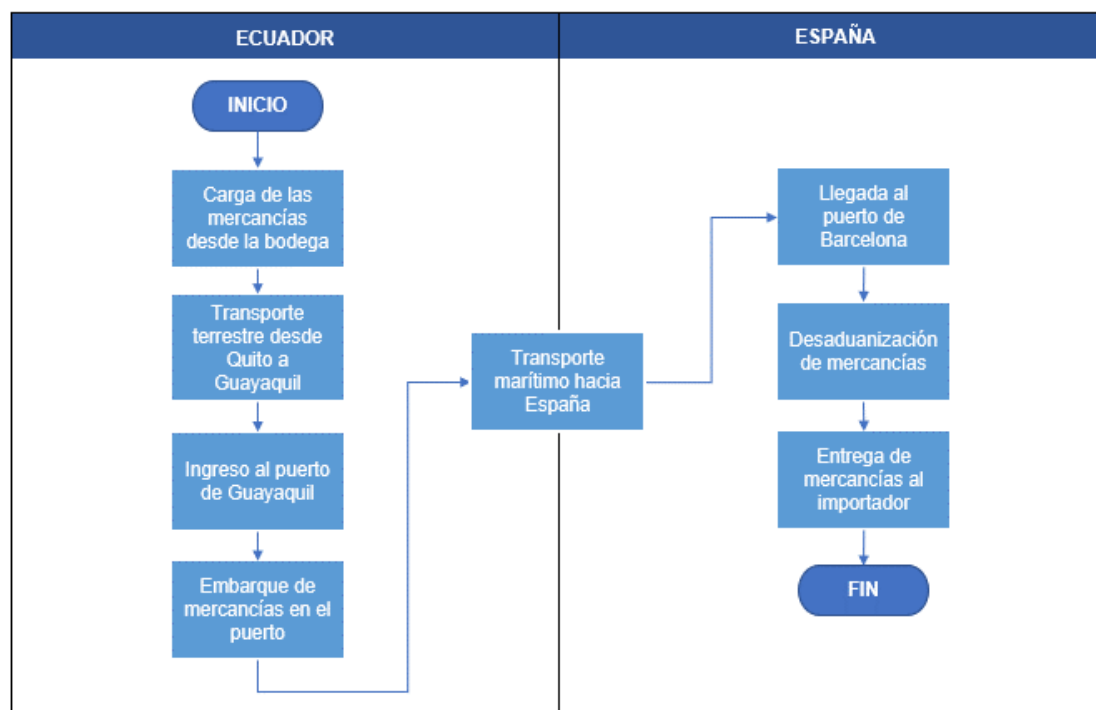 ECUADOR
ESPAÑA
INICIO
Carga de las
mercancías
desde la bodega
Transporte
terrestre desde
Quito a
Guayaquil
Ingreso al puerto
de Guayaquil
Embarque de
mercancías en el
puerto
Transporte
marítimo hacia
España
Llegada al
puerto de
Barcelona
Desaduanización
de mercancías
Entrega de
mercancías al
importador
FIN